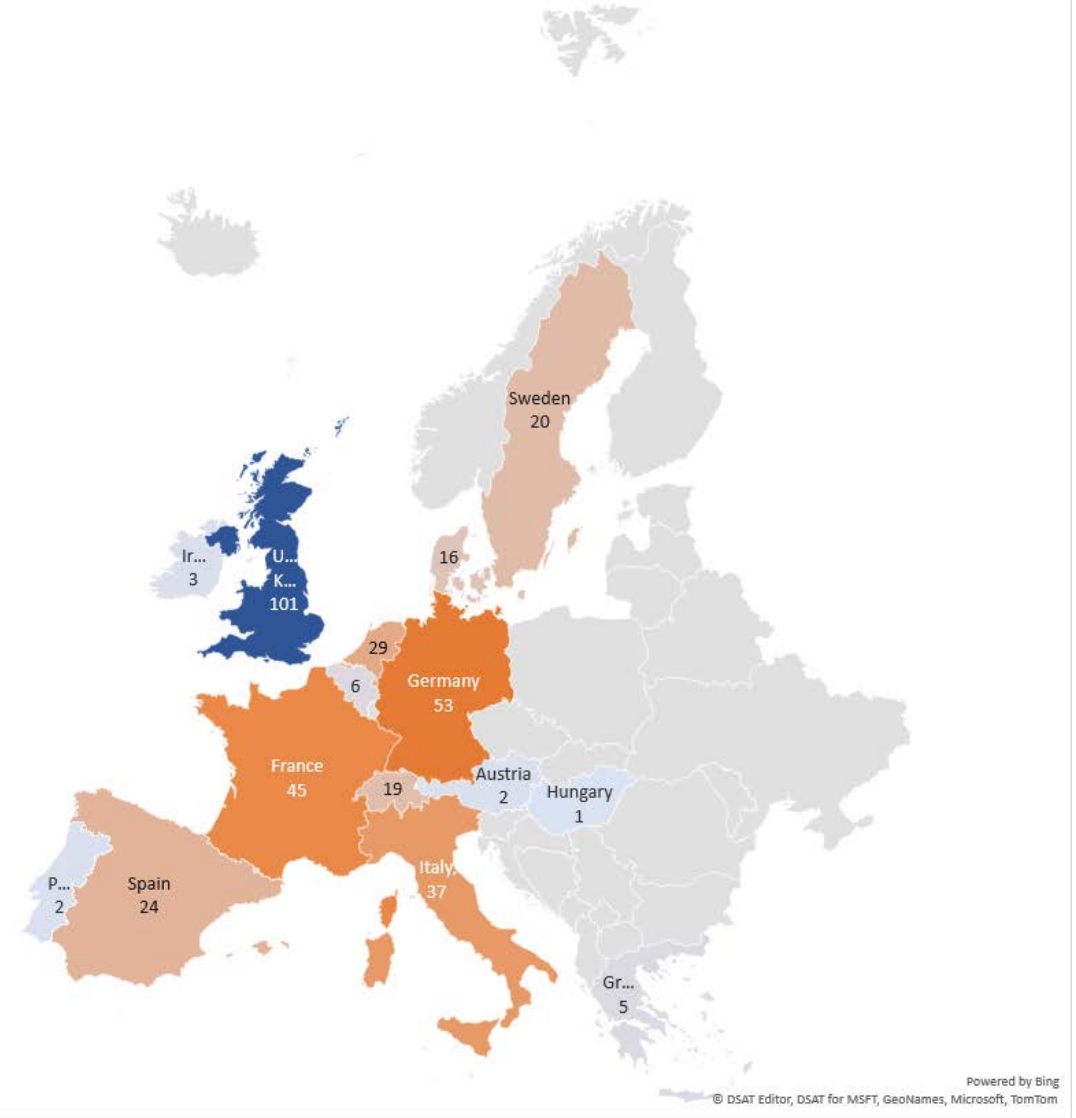 Sweden
20
16
Ir...
3
U...
K...
101
29
6
Germany
53
France
45
19
Austria
2
Hungary
1
Italy
37
P...
2
Spain
24
Gr...
5
Powered by Bing
© DSAT Editor, DSAT for MSFT, GeoNames, Microsoft, TomTom